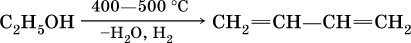 C₂H₅OH 400—500 °C −H₂O, H₂ → CH₂=CH—CH=CH₂